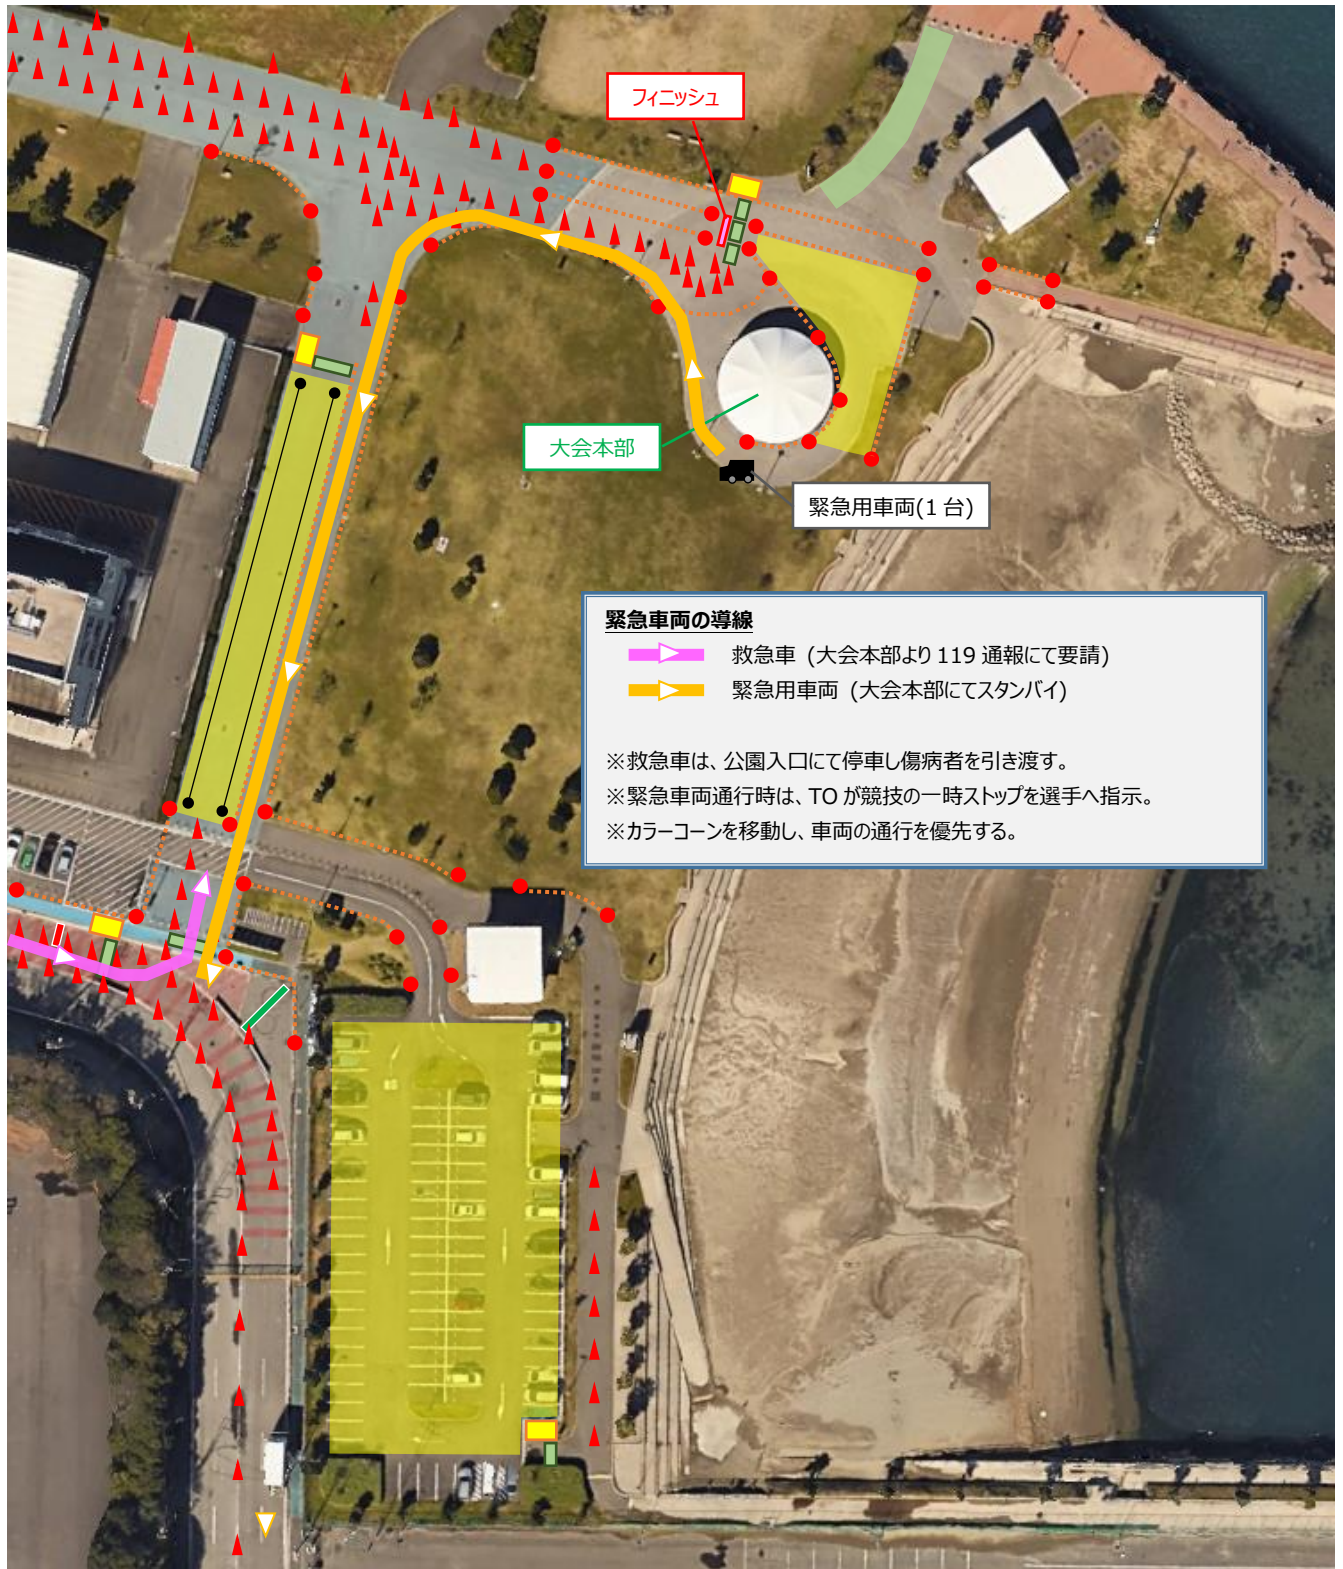 フィニッシュ
大会本部
緊急用車両(1 台)
緊急車両の導線
救急車 (大会本部より 119 通報にて要請)
緊急用車両 (大会本部にてスタンバイ)
※救急車は、公園入口にて停車し傷病者を引き渡す。
※緊急車両通行時は、TO が競技の一時ストップを選手へ指示。
※カラーコーンを移動し、車両の通行を優先する。